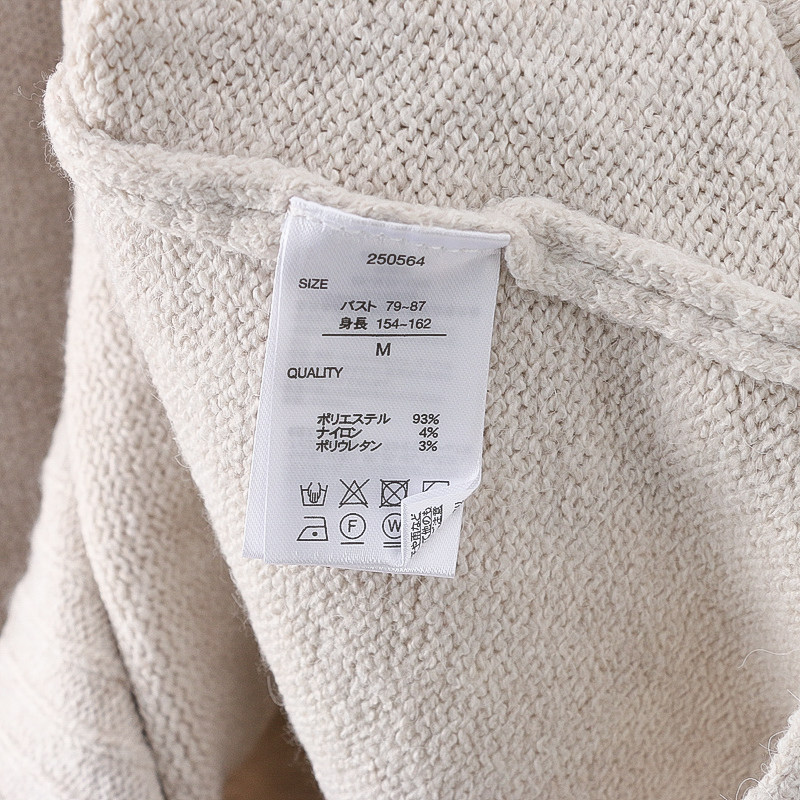 250564
SIZE
バスト 79~87
身長 154~162
M
QUALITY
ポリエステル 93%
ナイロン 4%
ポリウレタン 3%
F
W